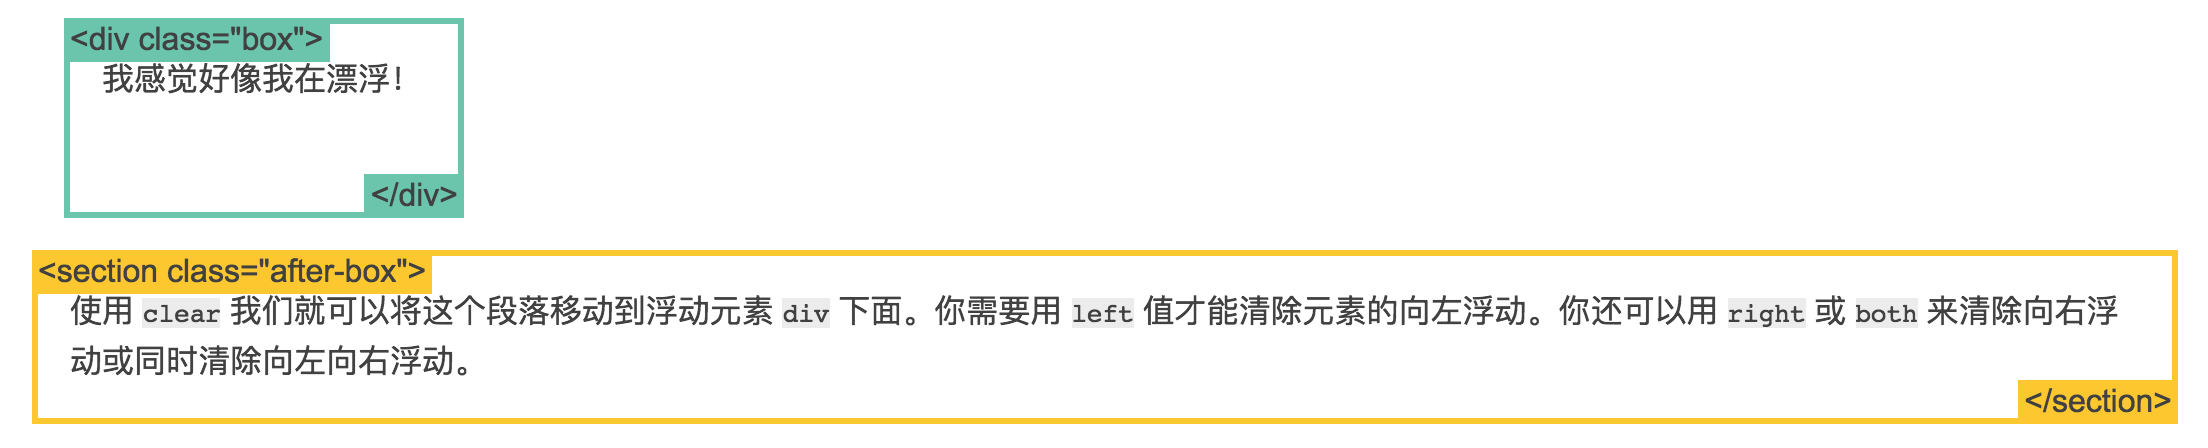 <div class="box">
我感觉好像我在漂浮！
</div>
<section class="after-box">
使用 clear 我们就可以将这个段落移动到浮动元素 div 下面。你需要用 left 值才能清除元素的向左浮动。你还可以用 right 或 both 来清除向右浮
动或同时清除向左向右浮动。
</section>